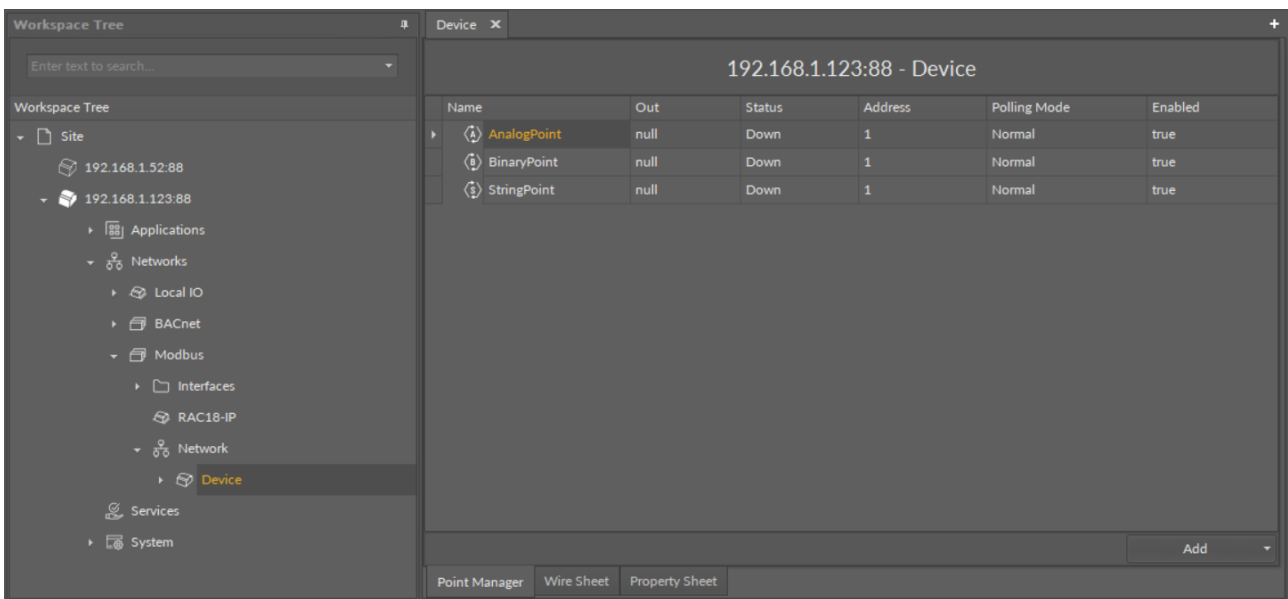 Workspace Tree
Enter text to search...
Workspace Tree
Site
192.168.1.52:88
192.168.1.123:88
Applications
Networks
Local IO
BACnet
Modbus
Interfaces
RAC18-IP
Network
Device
Services
System
Device
192.168.1.123:88 - Device
Name Out Status Address Polling Mode Enabled
A AnalogPoint null Down 1 Normal true
B BinaryPoint null Down 1 Normal true
S StringPoint null Down 1 Normal true
Add
Point Manager Wire Sheet Property Sheet